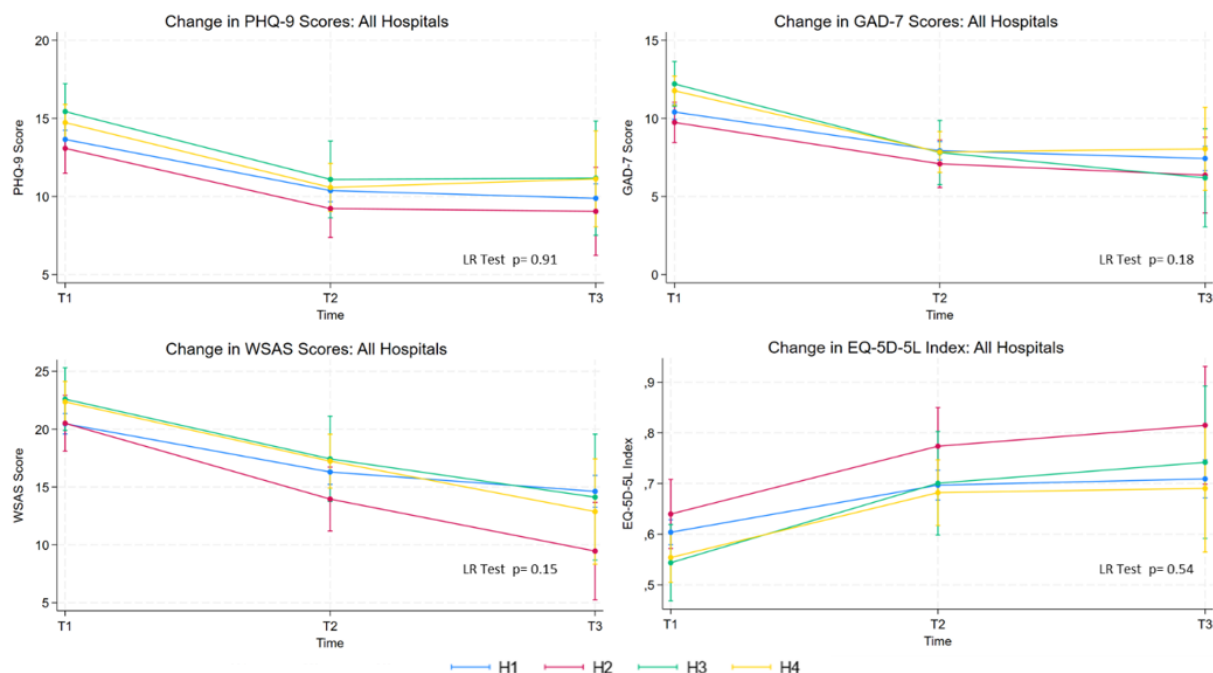 Change in PHQ-9 Scores: All Hospitals
20
15
10
5
PHQ-9 Score
LR Test p= 0.91
T1
T2
T3
Time
Change in GAD-7 Scores: All Hospitals
15
10
5
0
GAD-7 Score
LR Test p= 0.18
T1
T2
T3
Time
Change in WSAS Scores: All Hospitals
25
20
15
10
5
WSAS Score
LR Test p= 0.15
T1
T2
T3
Time
Change in EQ-5D-5L Index: All Hospitals
,9
,8
,7
,6
,5
EQ-5D-5L Index
LR Test p= 0.54
T1
T2
T3
Time
H1 H2 H3 H4